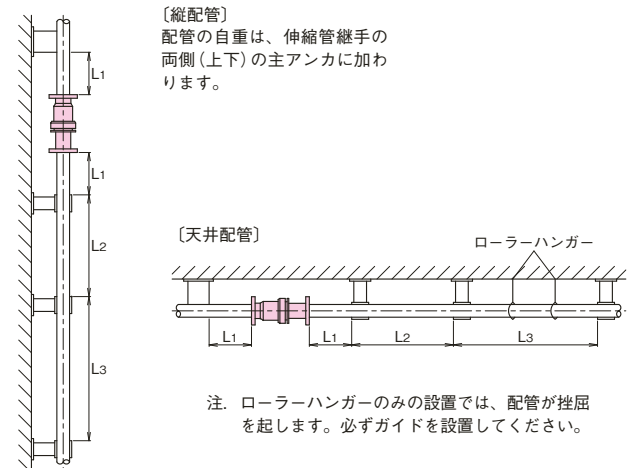 〔縦配管〕
配管の自重は、伸縮管継手の
両側(上下)の主アンカに加わ
ります。
L1
L1
L2
L3
〔天井配管〕
ローラーハンガー
L1
L1
L2
L3
注. ローラーハンガーのみの設置では、配管が挫屈
を起します。必ずガイドを設置してください。